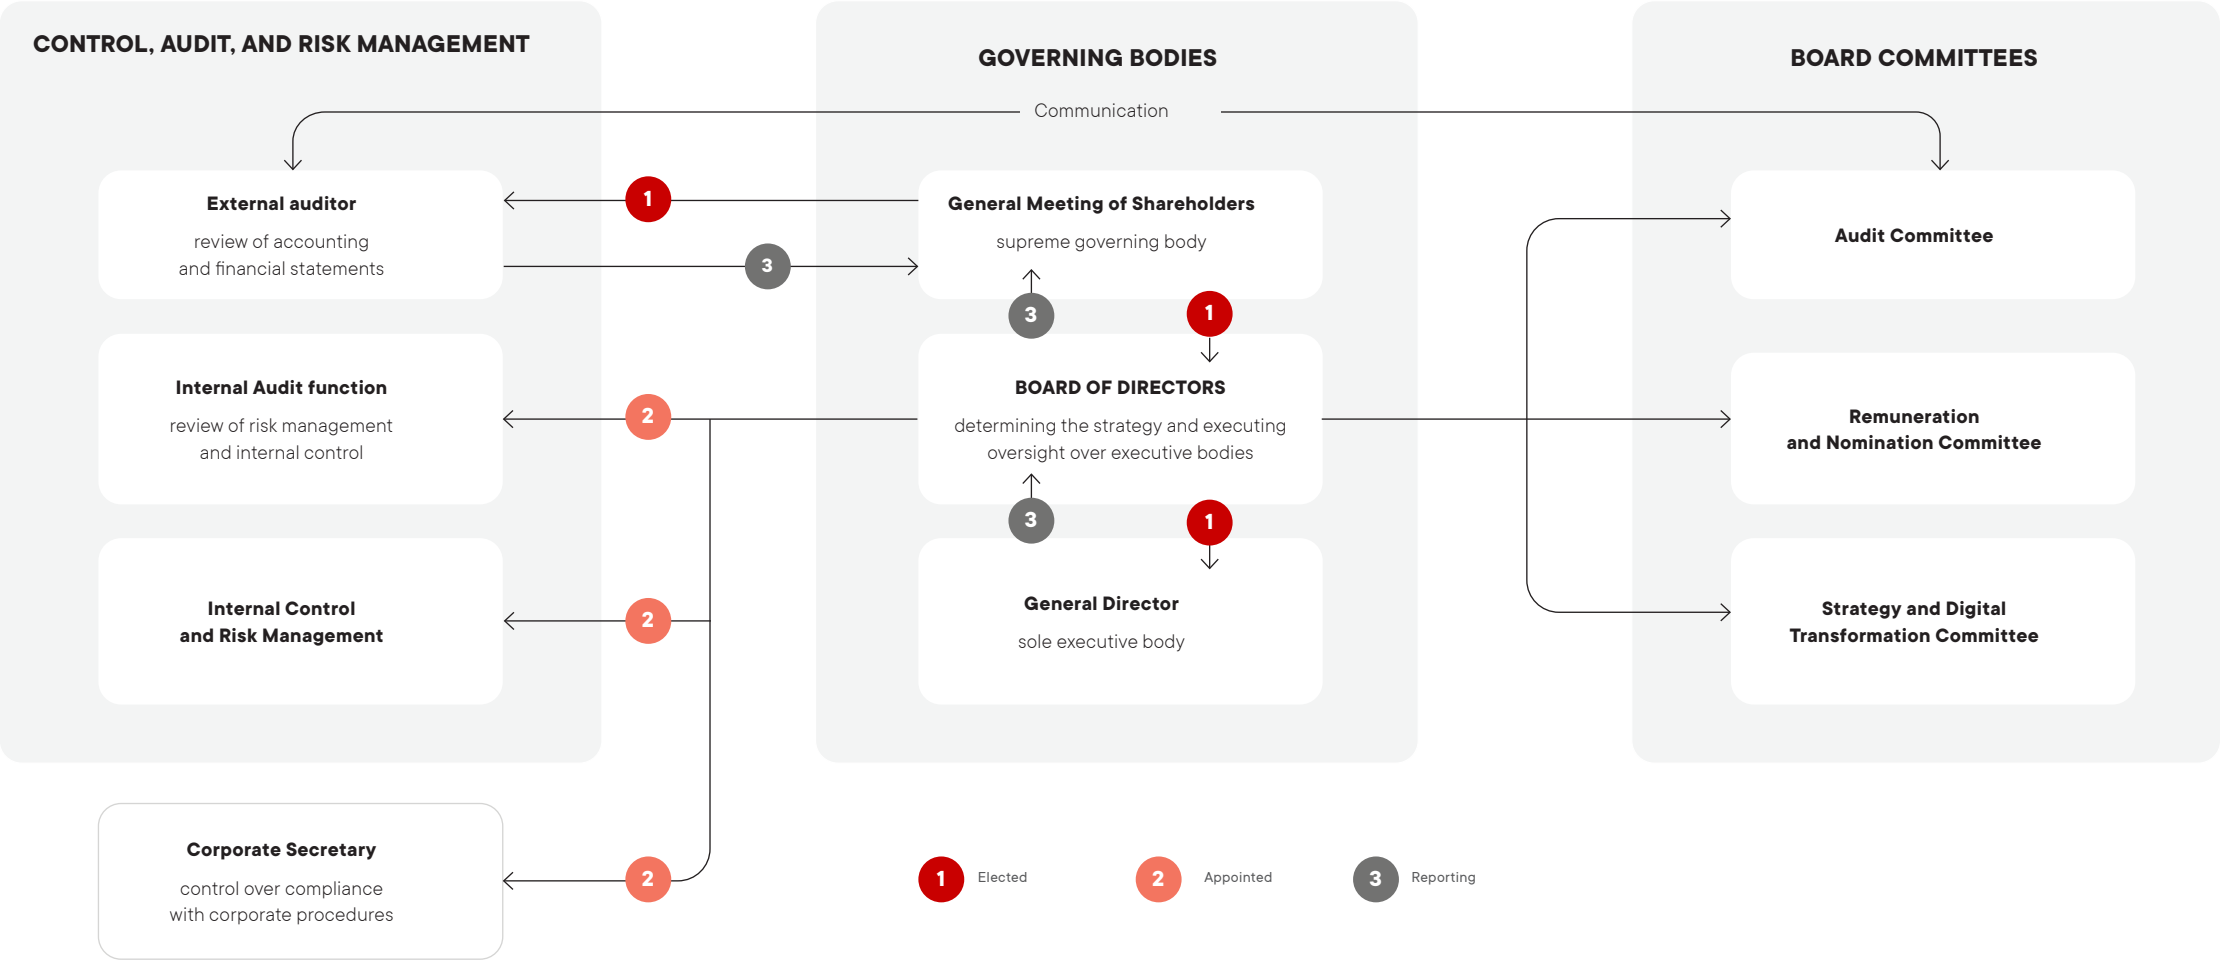 CONTROL, AUDIT, AND RISK MANAGEMENT
GOVERNING BODIES
BOARD COMMITTEES
Communication
External auditor
review of accounting
and financial statements
1
3
General Meeting of Shareholders
supreme governing body
3
1
Audit Committee
Internal Audit function
review of risk management
and internal control
2
BOARD OF DIRECTORS
determining the strategy and executing
oversight over executive bodies
3
1
Remuneration
and Nomination Committee
Internal Control
and Risk Management
2
General Director
sole executive body
Strategy and Digital
Transformation Committee
Corporate Secretary
control over compliance
with corporate procedures
2
1 Elected
2 Appointed
3 Reporting